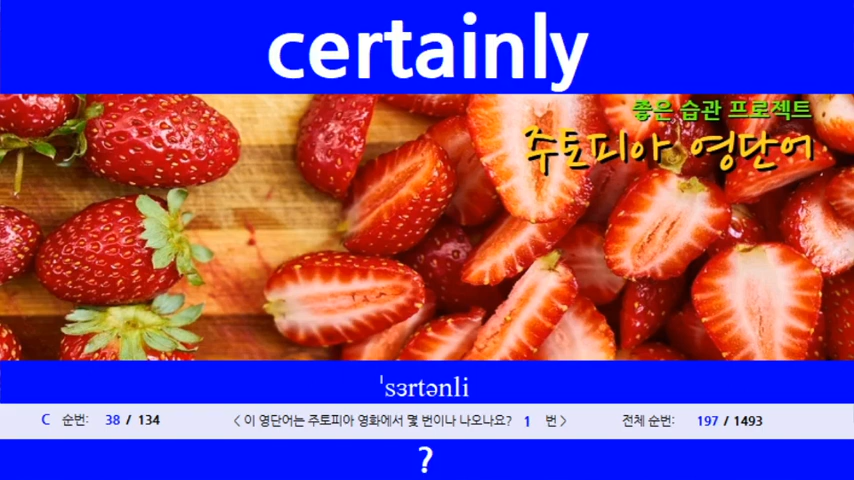 certainly
좋은 습관 프로젝트
주토피아 영단어
ˈsɜrtənli
C 순번: 38 / 134 < 이 영단어는 주토피아 영화에서 몇 번이나 나오나요? 1 번 > 전체 순번: 197 / 1493
?